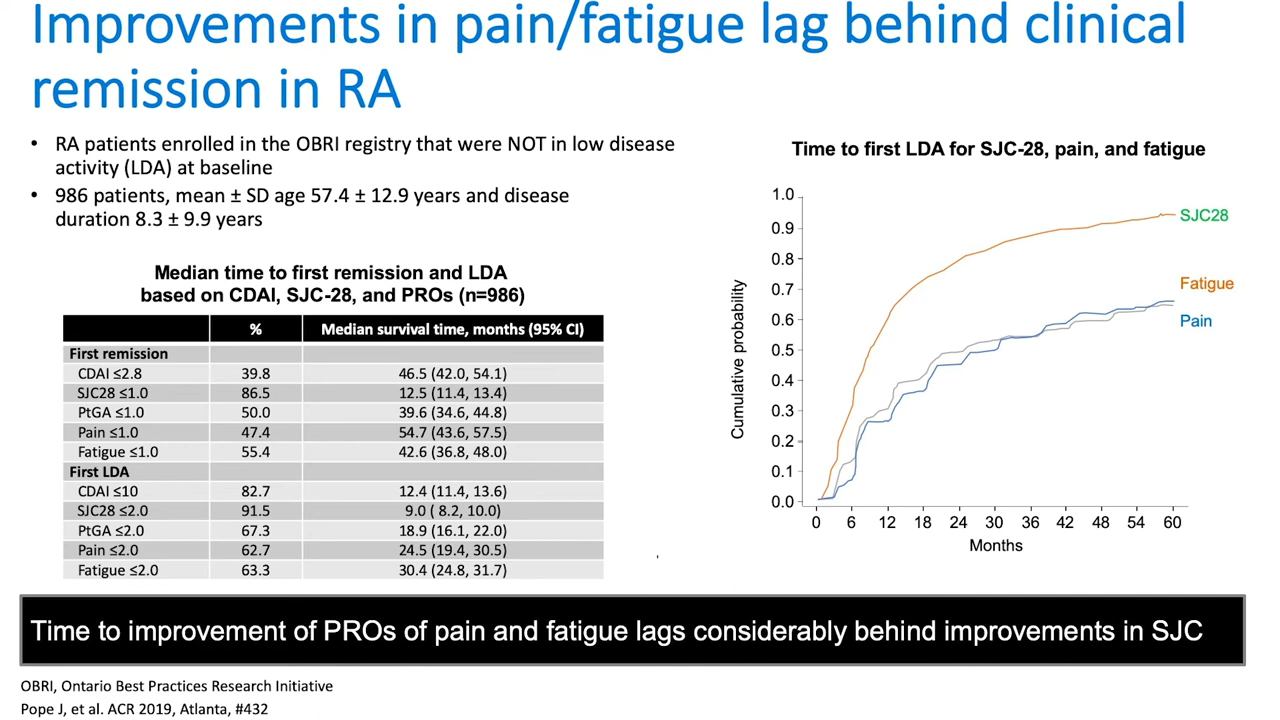 Improvements in pain/fatigue lag behind clinical
remission in RA
• RA patients enrolled in the OBRI registry that were NOT in low disease
activity (LDA) at baseline
• 986 patients, mean ± SD age 57.4 ± 12.9 years and disease
duration 8.3 ± 9.9 years
Median time to first remission and LDA
based on CDAI, SJC-28, and PROs (n=986)
% Median survival time, months (95% CI)
First remission
CDAI ≤2.8 39.8 46.5 (42.0, 54.1)
SJC28 ≤1.0 86.5 12.5 (11.4, 13.4)
PtGA ≤1.0 50.0 39.6 (34.6, 44.8)
Pain ≤1.0 47.4 54.7 (43.6, 57.5)
Fatigue ≤1.0 55.4 42.6 (36.8, 48.0)
First LDA
CDAI ≤10 82.7 12.4 (11.4, 13.6)
SJC28 ≤2.0 91.5 9.0 ( 8.2, 10.0)
PtGA ≤2.0 67.3 18.9 (16.1, 22.0)
Pain ≤2.0 62.7 24.5 (19.4, 30.5)
Fatigue ≤2.0 63.3 30.4 (24.8, 31.7)
Time to first LDA for SJC-28, pain, and fatigue
Cumulative probability
1.0
0.9
0.8
0.7
0.6
0.5
0.4
0.3
0.2
0.1
0.0
SJC28
Fatigue
Pain
0 6 12 18 24 30 36 42 48 54 60
Months
Time to improvement of PROs of pain and fatigue lags considerably behind improvements in SJC
OBRI, Ontario Best Practices Research Initiative
Pope J, et al. ACR 2019, Atlanta, #432